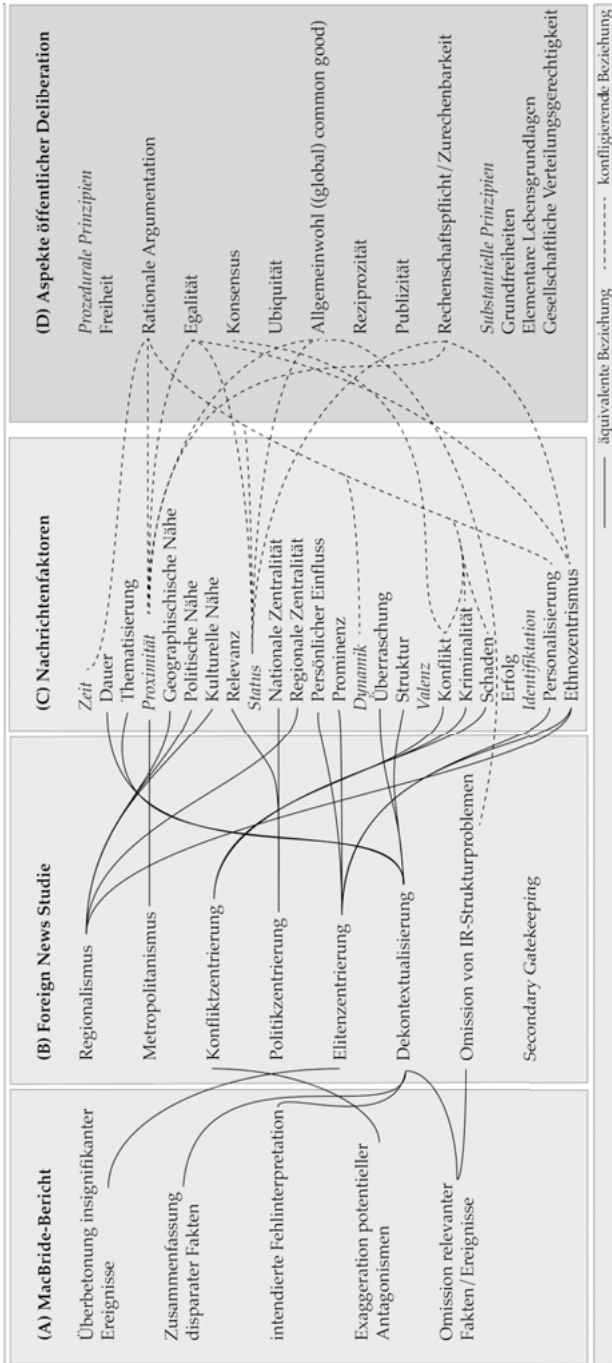 (A) MacBride-Bericht
Überbetonung insignifikanter
Ereignisse
Zusammenfassung
disparater Fakten
intendierte Fehlinterpretation
Exaggeration potentieller
Antagonismen
Omission relevanter
Fakten/Ereignisse
(B) Foreign News Studie
Regionalismus
Metropolitanismus
Konfliktzentrierung
Politikzentrierung
Elitenzentrierung
Dekontextualisierung
Omission von IR-Strukturproblemen
Secondary Gatekeeping
(C) Nachrichtenfaktoren
Zeit
Dauer
Thematisierung
Proximität
Geographischische Nähe
Politische Nähe
Kulturelle Nähe
Relevanz
Status
Nationale Zentralität
Regionale Zentralität
Persönlicher Einfluss
Prominenz
Dynamik
Überraschung
Struktur
Valenz
Konflikt
Kriminalität
Schaden
Erfolg
Identifiktation
Personalisierung
Ethnozentrismus
(D) Aspekte öffentlicher Deliberation
Prozedurale Prinzipien
Freiheit
Rationale Argumentation
Egalität
Konsensus
Ubiquität
Allgemeinwohl ((global) common good)
Reziprozität
Publizität
Rechenschaftspflicht/Zurechenbarkeit
Substantielle Prinzipien
Grundfreiheiten
Elementare Lebensgrundlagen
Gesellschaftliche Verteilungsgerechtigkeit
äquivalente Beziehung
konfligierende Beziehung